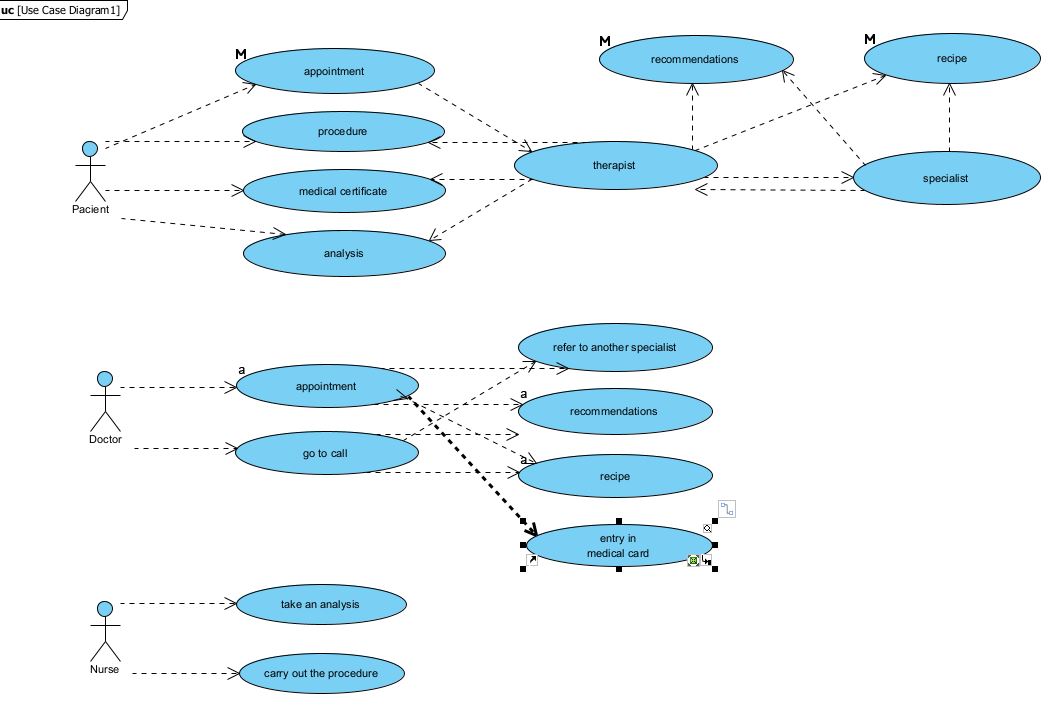 uc [Use Case Diagram1]
M
appointment
M
recommendations
M
recipe
procedure
therapist
Pacient
medical certificate
specialist
analysis
refer to another specialist
Doctor
a
appointment
a
recommendations
go to call
a
recipe
entry in
medical card
Nurse
take an analysis
carry out the procedure